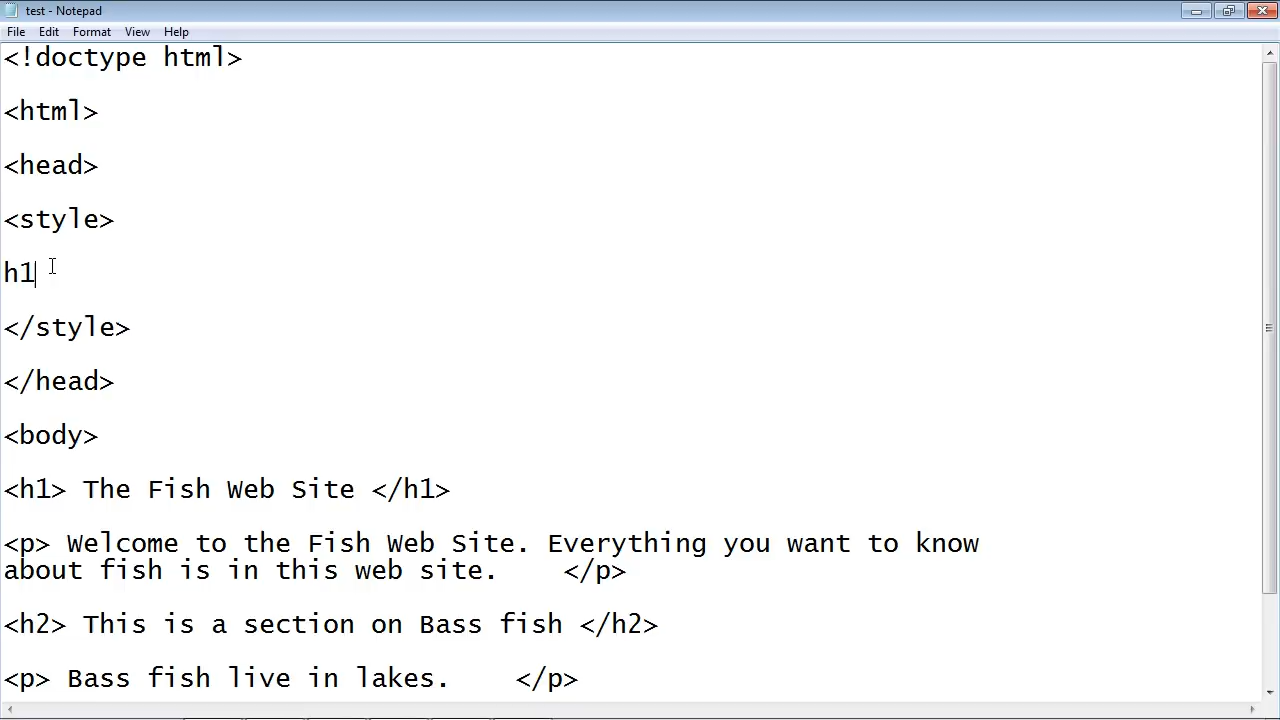 test - Notepad
File Edit Format View Help
<!doctype html>
<html>
<head>
<style>
h1
</style>
</head>
<body>
<h1> The Fish Web Site </h1>
<p> Welcome to the Fish Web Site. Everything you want to know
about fish is in this web site.    </p>
<h2> This is a section on Bass fish </h2>
<p> Bass fish live in lakes.    </p>